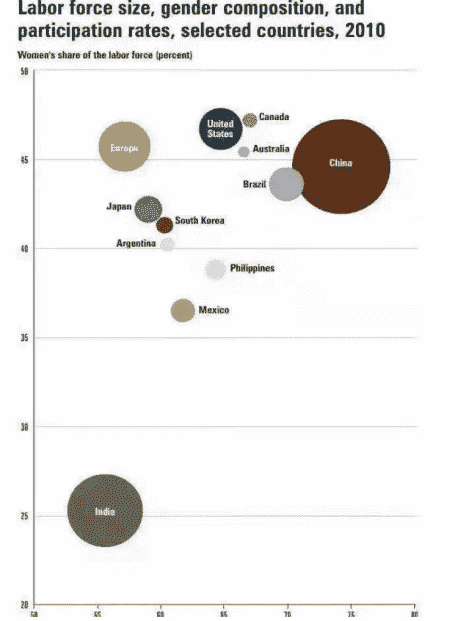 Labor force size, gender composition, and
participation rates, selected countries, 2010
Women's share of the labor force (percent)
50
Canada
United
States
Europe
Australia
45
China
Brazil
Japan
South Korea
Argentina
40
Philippines
Mexico
35
30
India
25
20
50 55 60 65 70 75 80